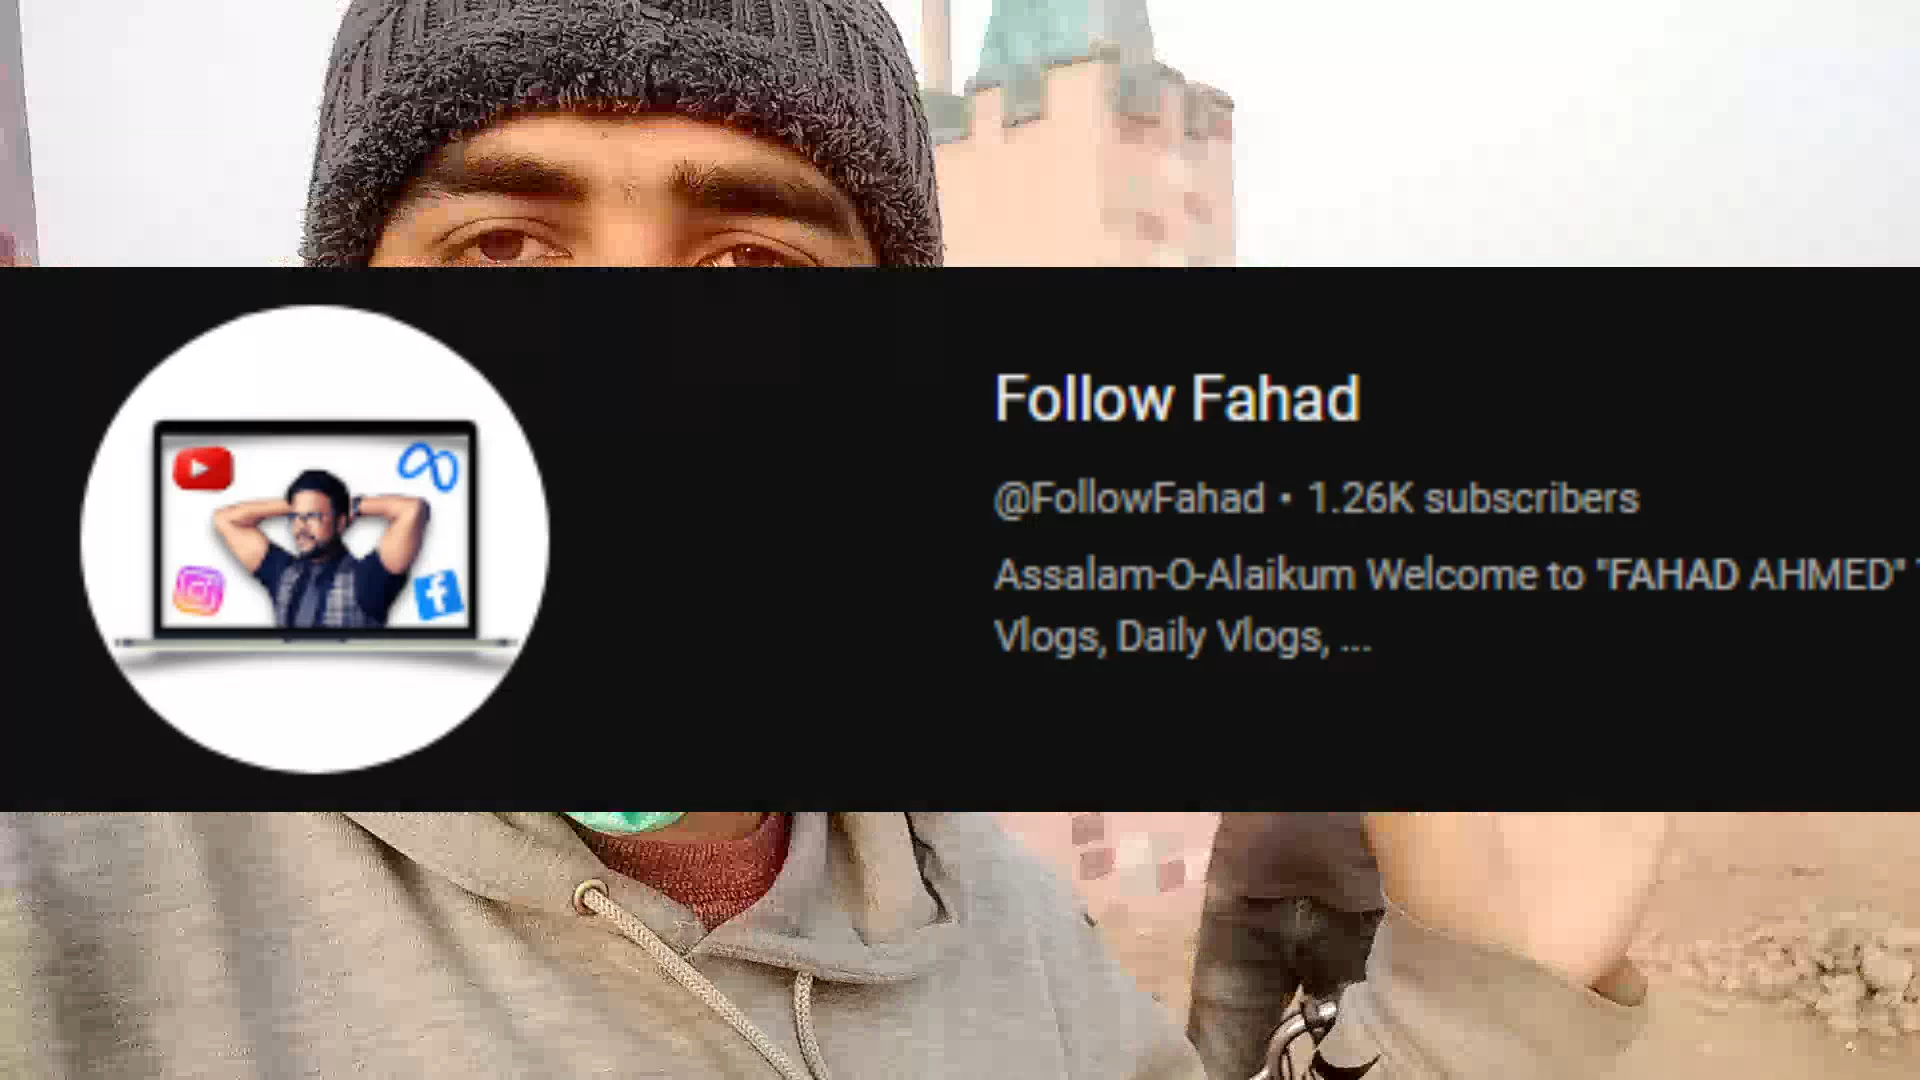 Follow Fahad
@FollowFahad • 1.26K subscribers
Assalam-O-Alaikum Welcome to "FAHAD AHMED"
Vlogs, Daily Vlogs, ...